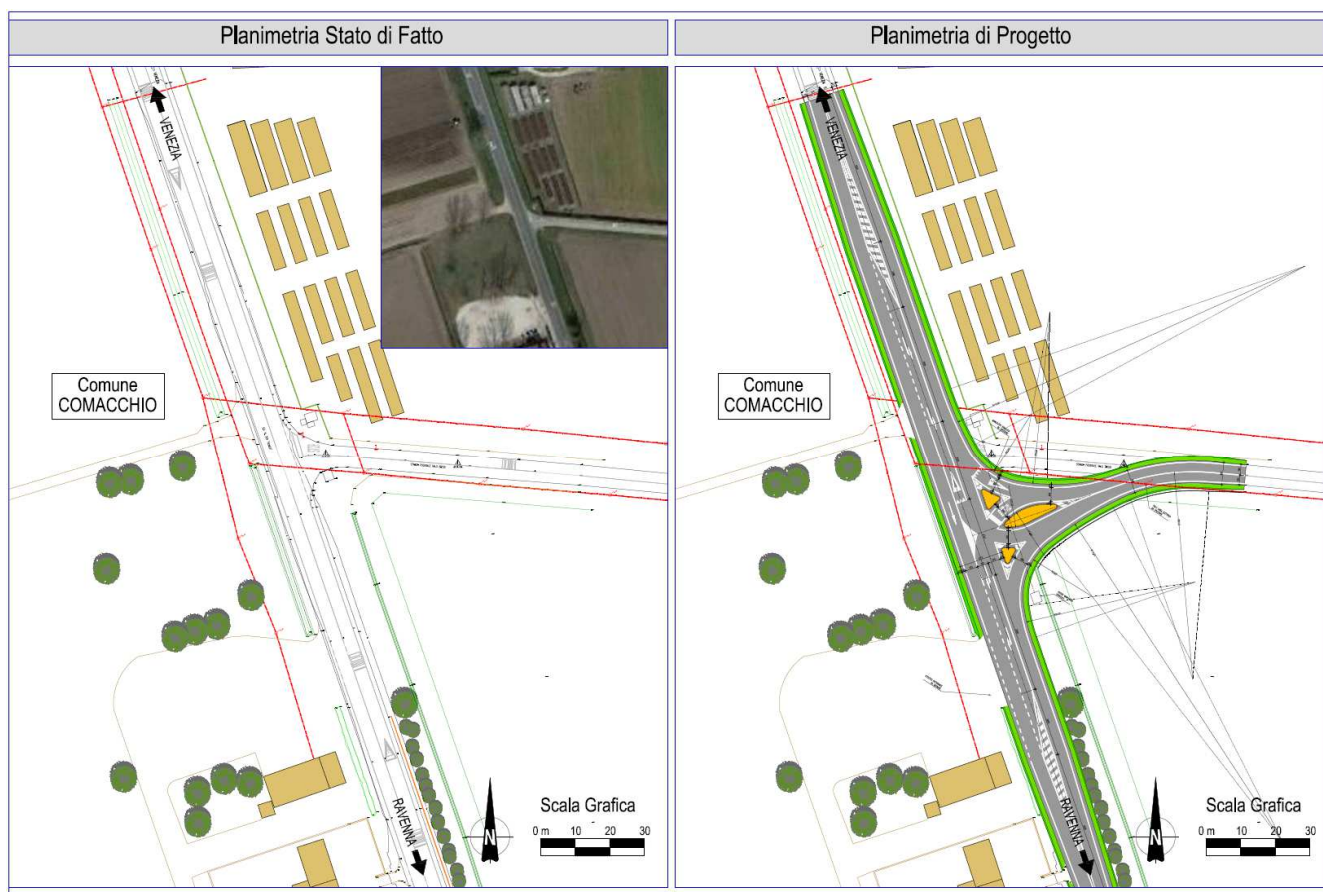 Planimetria Stato di Fatto
Planimetria di Progetto
VENEZIA
Comune
COMACCHIO
RAVENNA
N
Scala Grafica
0 m 10 20 30
VENEZIA
Comune
COMACCHIO
RAVENNA
N
Scala Grafica
0 m 10 20 30